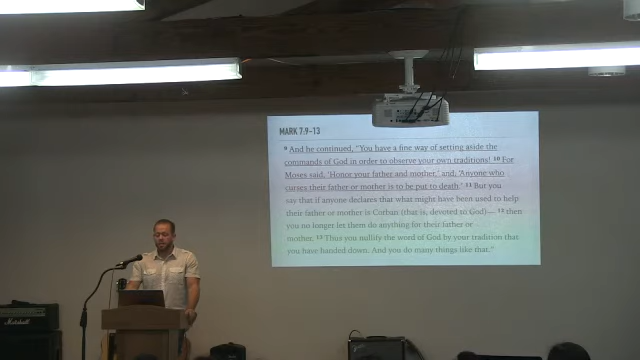 MARK 7.9–13
9 And he continued, "You have a fine way of setting aside the
commands of God in order to observe your own traditions! 10 For
Moses said, 'Honor your father and mother,' and, 'Anyone who
curses their father or mother is to be put to death.' 11 But you
say that if anyone declares that what might have been used to help
their father or mother is Corban (that is, devoted to God)— 12 then
you no longer let them do anything for their father or
mother. 13 Thus you nullify the word of God by your tradition that
you have handed down. And you do many things like that."
Marshall